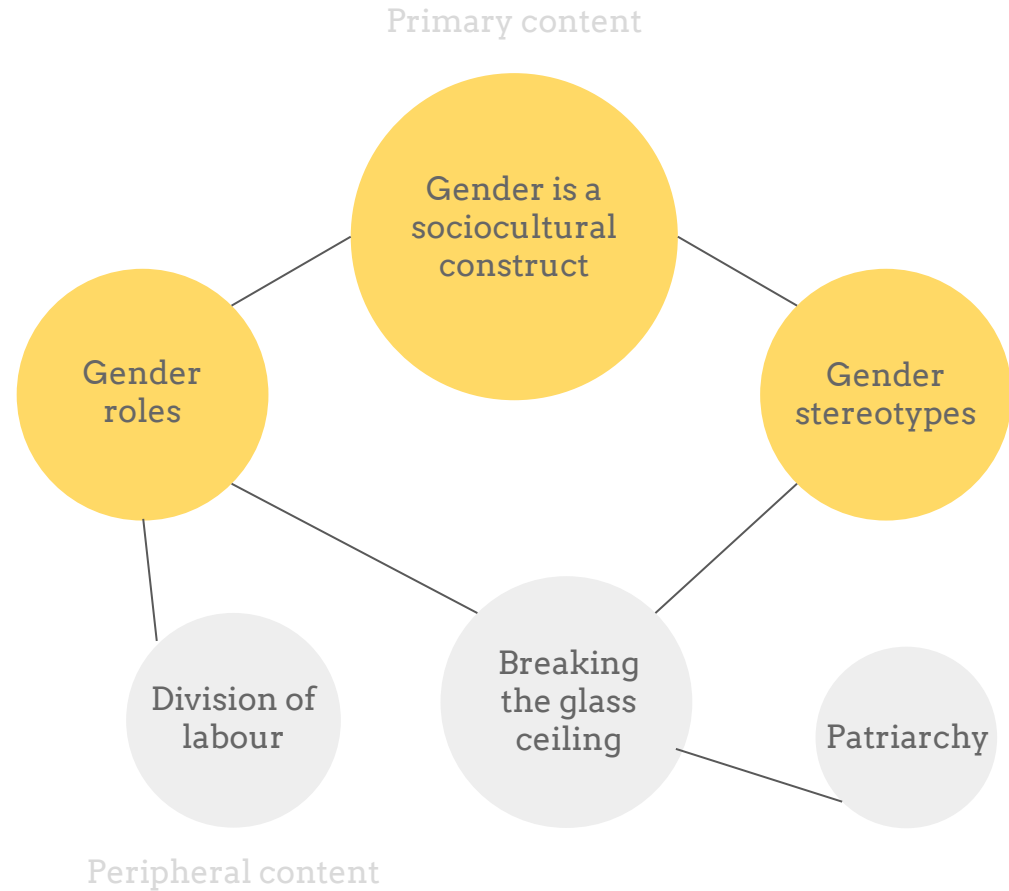 Primary content
Gender is a
sociocultural
construct
Gender
roles
Gender
stereotypes
Division of
labour
Breaking
the glass
ceiling
Patriarchy
Peripheral content